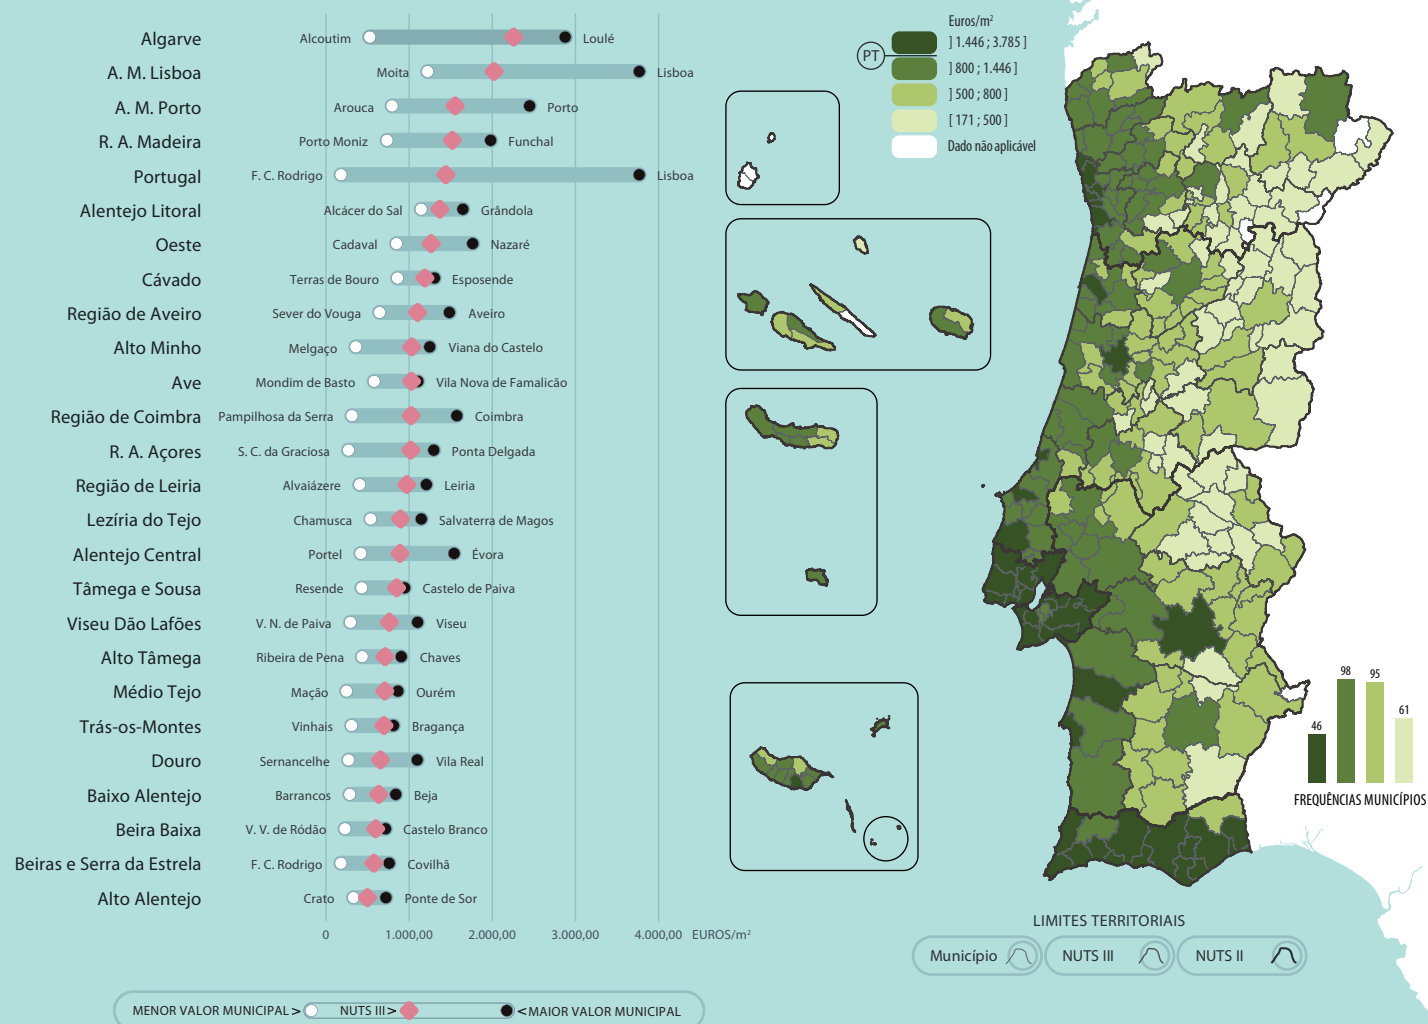 Algarve Alcoutim Loulé
A. M. Lisboa Moita Lisboa
A. M. Porto Arouca Porto
R. A. Madeira Porto Moniz Funchal
Portugal F. C. Rodrigo Lisboa
Alentejo Litoral Alcácer do Sal Grândola
Oeste Cadaval Nazaré
Cávado Terras de Bouro Esposende
Região de Aveiro Sever do Vouga Aveiro
Alto Minho Melgaço Viana do Castelo
Ave Mondim de Basto Vila Nova de Famalicão
Região de Coimbra Pampilhosa da Serra Coimbra
R. A. Açores S. C. da Graciosa Ponta Delgada
Região de Leiria Alvaiázere Leiria
Lezíria do Tejo Chamusca Salvaterra de Magos
Alentejo Central Portel Évora
Tâmega e Sousa Resende Castelo de Paiva
Viseu Dão Lafões V. N. de Paiva Viseu
Alto Tâmega Ribeira de Pena Chaves
Médio Tejo Mação Ourém
Trás-os-Montes Vinhais Bragança
Douro Sernancelhe Vila Real
Baixo Alentejo Barrancos Beja
Beira Baixa V. V. de Ródão Castelo Branco
Beiras e Serra da Estrela F. C. Rodrigo Covilhã
Alto Alentejo Crato Ponte de Sor
0 1.000,00 2.000,00 3.000,00 4.000,00 EUROS/m²
MENOR VALOR MUNICIPAL > NUTS III > < MAIOR VALOR MUNICIPAL
Euros/m²
PT
] 1.446 ; 3.785 ]
] 800 ; 1.446 ]
] 500 ; 800 ]
[ 171 ; 500 ]
Dado não aplicável
46 98 95 61
FREQUÊNCIAS MUNICÍPIOS
LIMITES TERRITORIAIS
Município NUTS III NUTS II